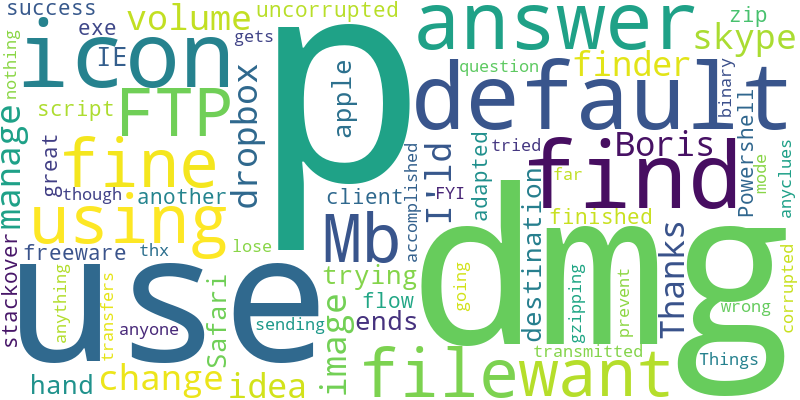 success
exe
IE
icon
nothing
volume
gets
uncorrupted
p
apple
answer
zip
skype
question
finder
default
binary
script
FTP
dropbox
manage
great
fine
though
another
using
stackover
freeware
thx
lose
client
accomplished
I'ld
FYI
adapted
tried
Boris
find
far
Powershell
mode
anyclues
Mb
finished
destination
Thanks
use
anything
transfers
anyone
Safari
sending
trying
flow
image
ends
going
dmg
gzipping
prevent
wrong
corrupted
Things
transmitted
hand
change
idea
file
want